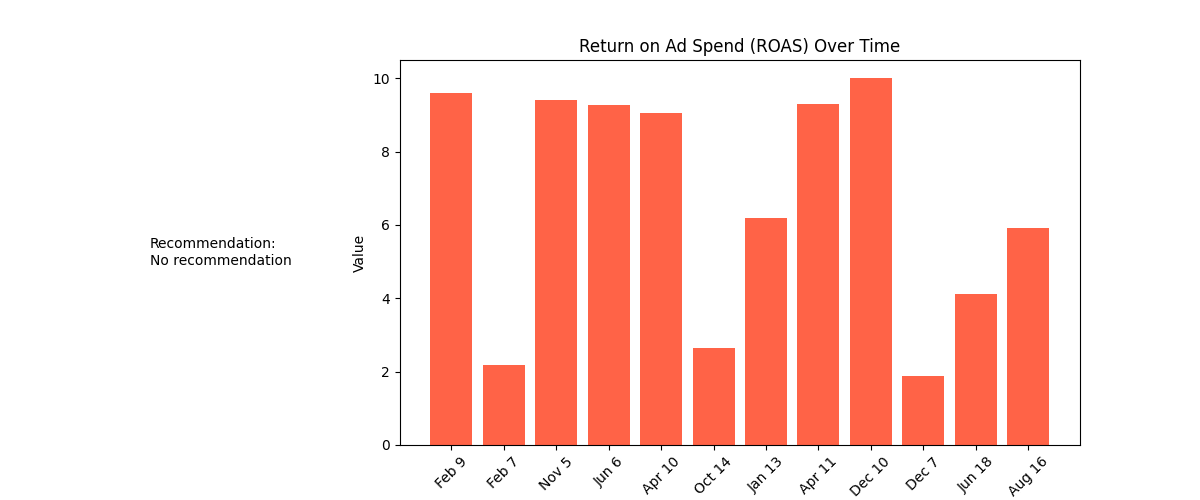 Return on Ad Spend (ROAS) Over Time
Recommendation:
No recommendation
Value
10
8
6
4
2
0
Feb 9
Feb 7
Nov 5
Jun 6
Apr 10
Oct 14
Jan 13
Apr 11
Dec 10
Dec 7
Jun 18
Aug 16